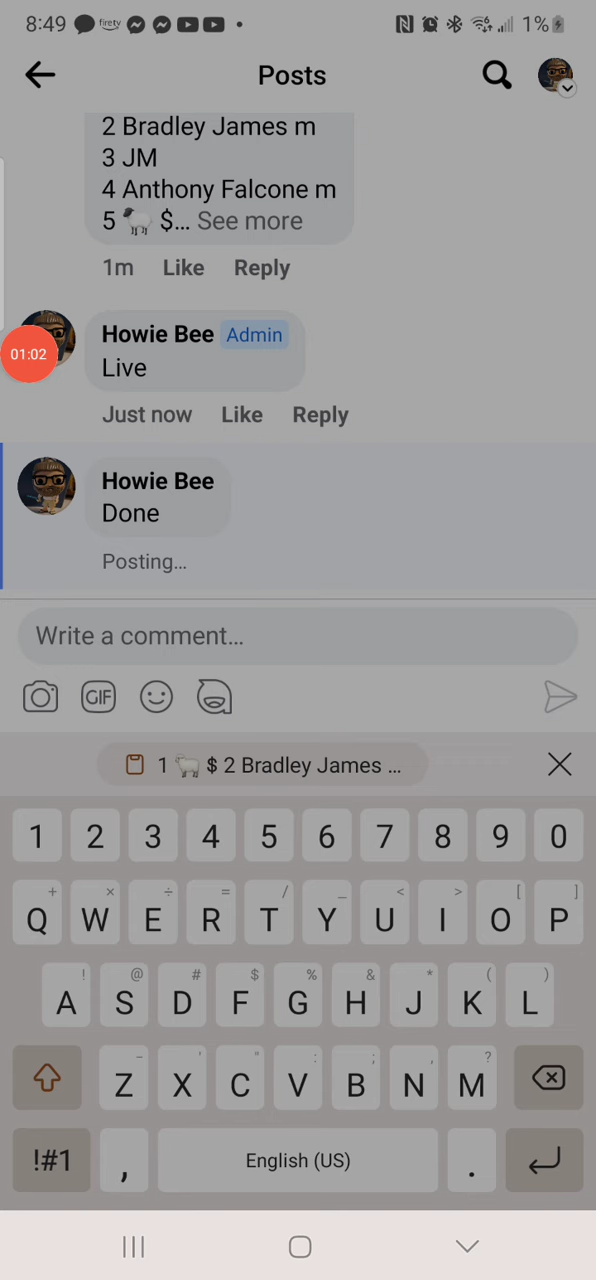 8:49 firety 1%
Posts
2 Bradley James m
3 JM
4 Anthony Falcone m
5 🐑 $... See more
1m Like Reply
01:02
Howie Bee Admin
Live
Just now Like Reply
Howie Bee
Done
Posting...
Write a comment...
GIF
1 🐑 $ 2 Bradley James ...
1 2 3 4 5 6 7 8 9 0
+ × ÷ = / _ < > [ ]
Q W E R T Y U I O P
! @ # $ % & * ( )
A S D F G H J K L
- ' " : ; , ?
Z X C V B N M
!#1 , English (US) .